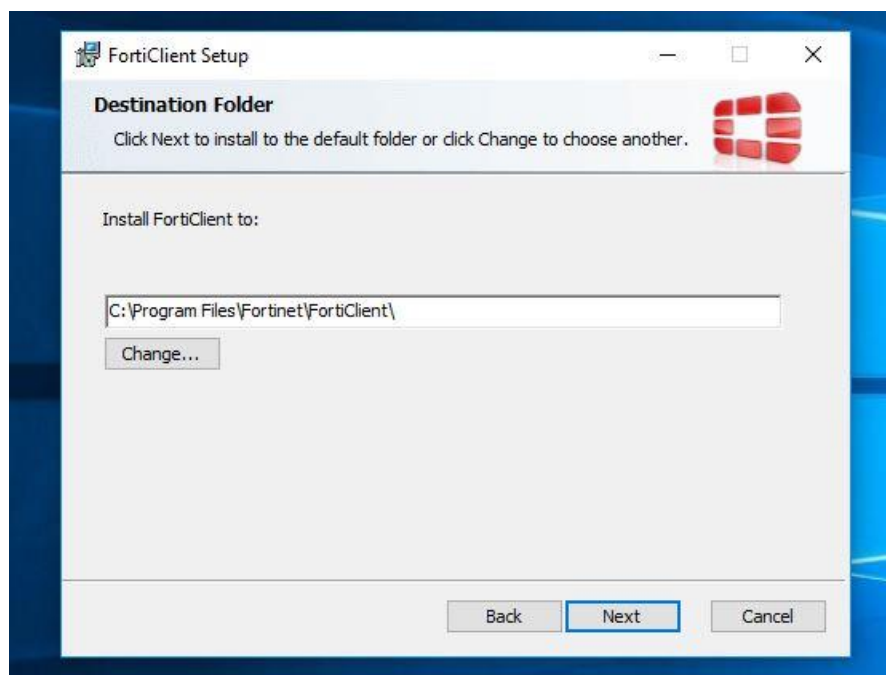 FortiClient Setup
Destination Folder
Click Next to install to the default folder or click Change to choose another.
Install FortiClient to:
C:\Program Files\Fortinet\FortiClient\
Change...
Back Next Cancel